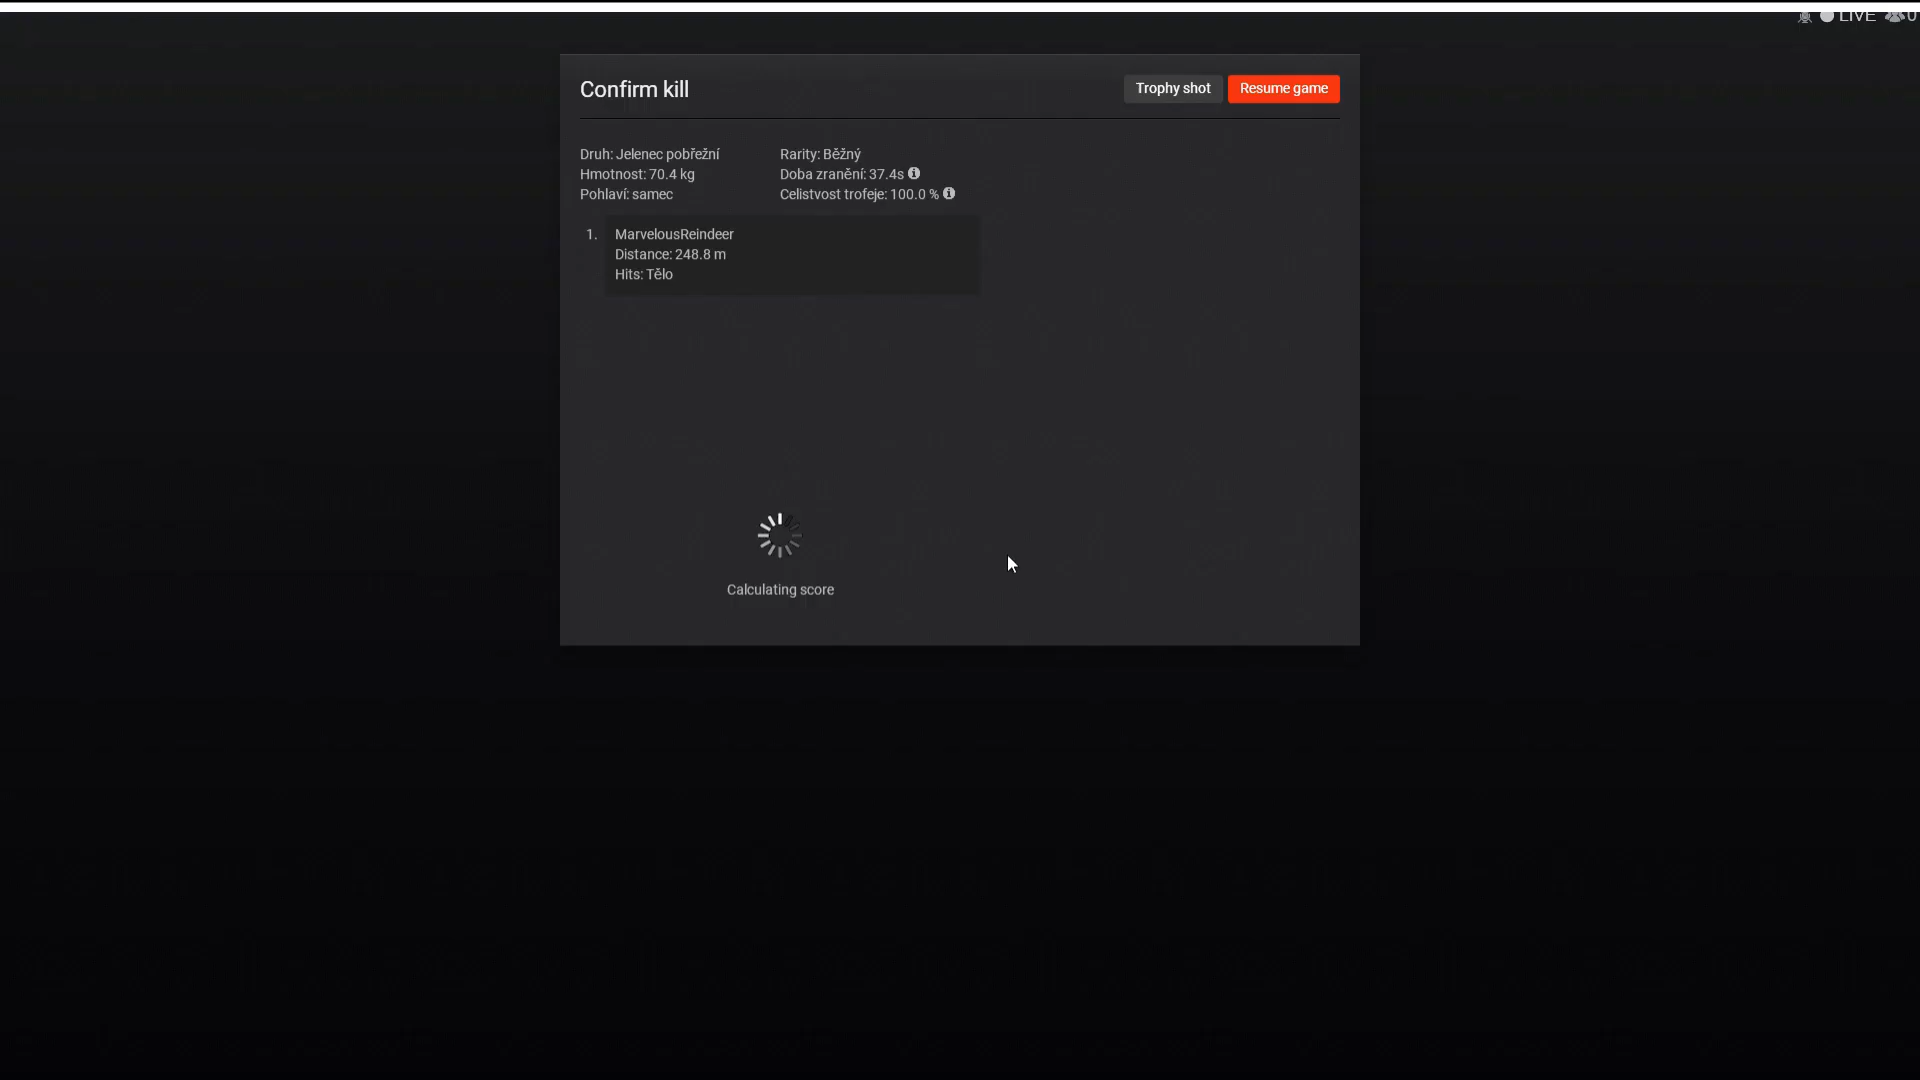 LIVE 0
Confirm kill
Trophy shot
Resume game
Druh: Jelenec pobřežní
Hmotnost: 70.4 kg
Pohlaví: samec
Rarity: Běžný
Doba zranění: 37.4s
Celistvost trofeje: 100.0 %
1. MarvelousReindeer
Distance: 248.8 m
Hits: Tělo
Calculating score